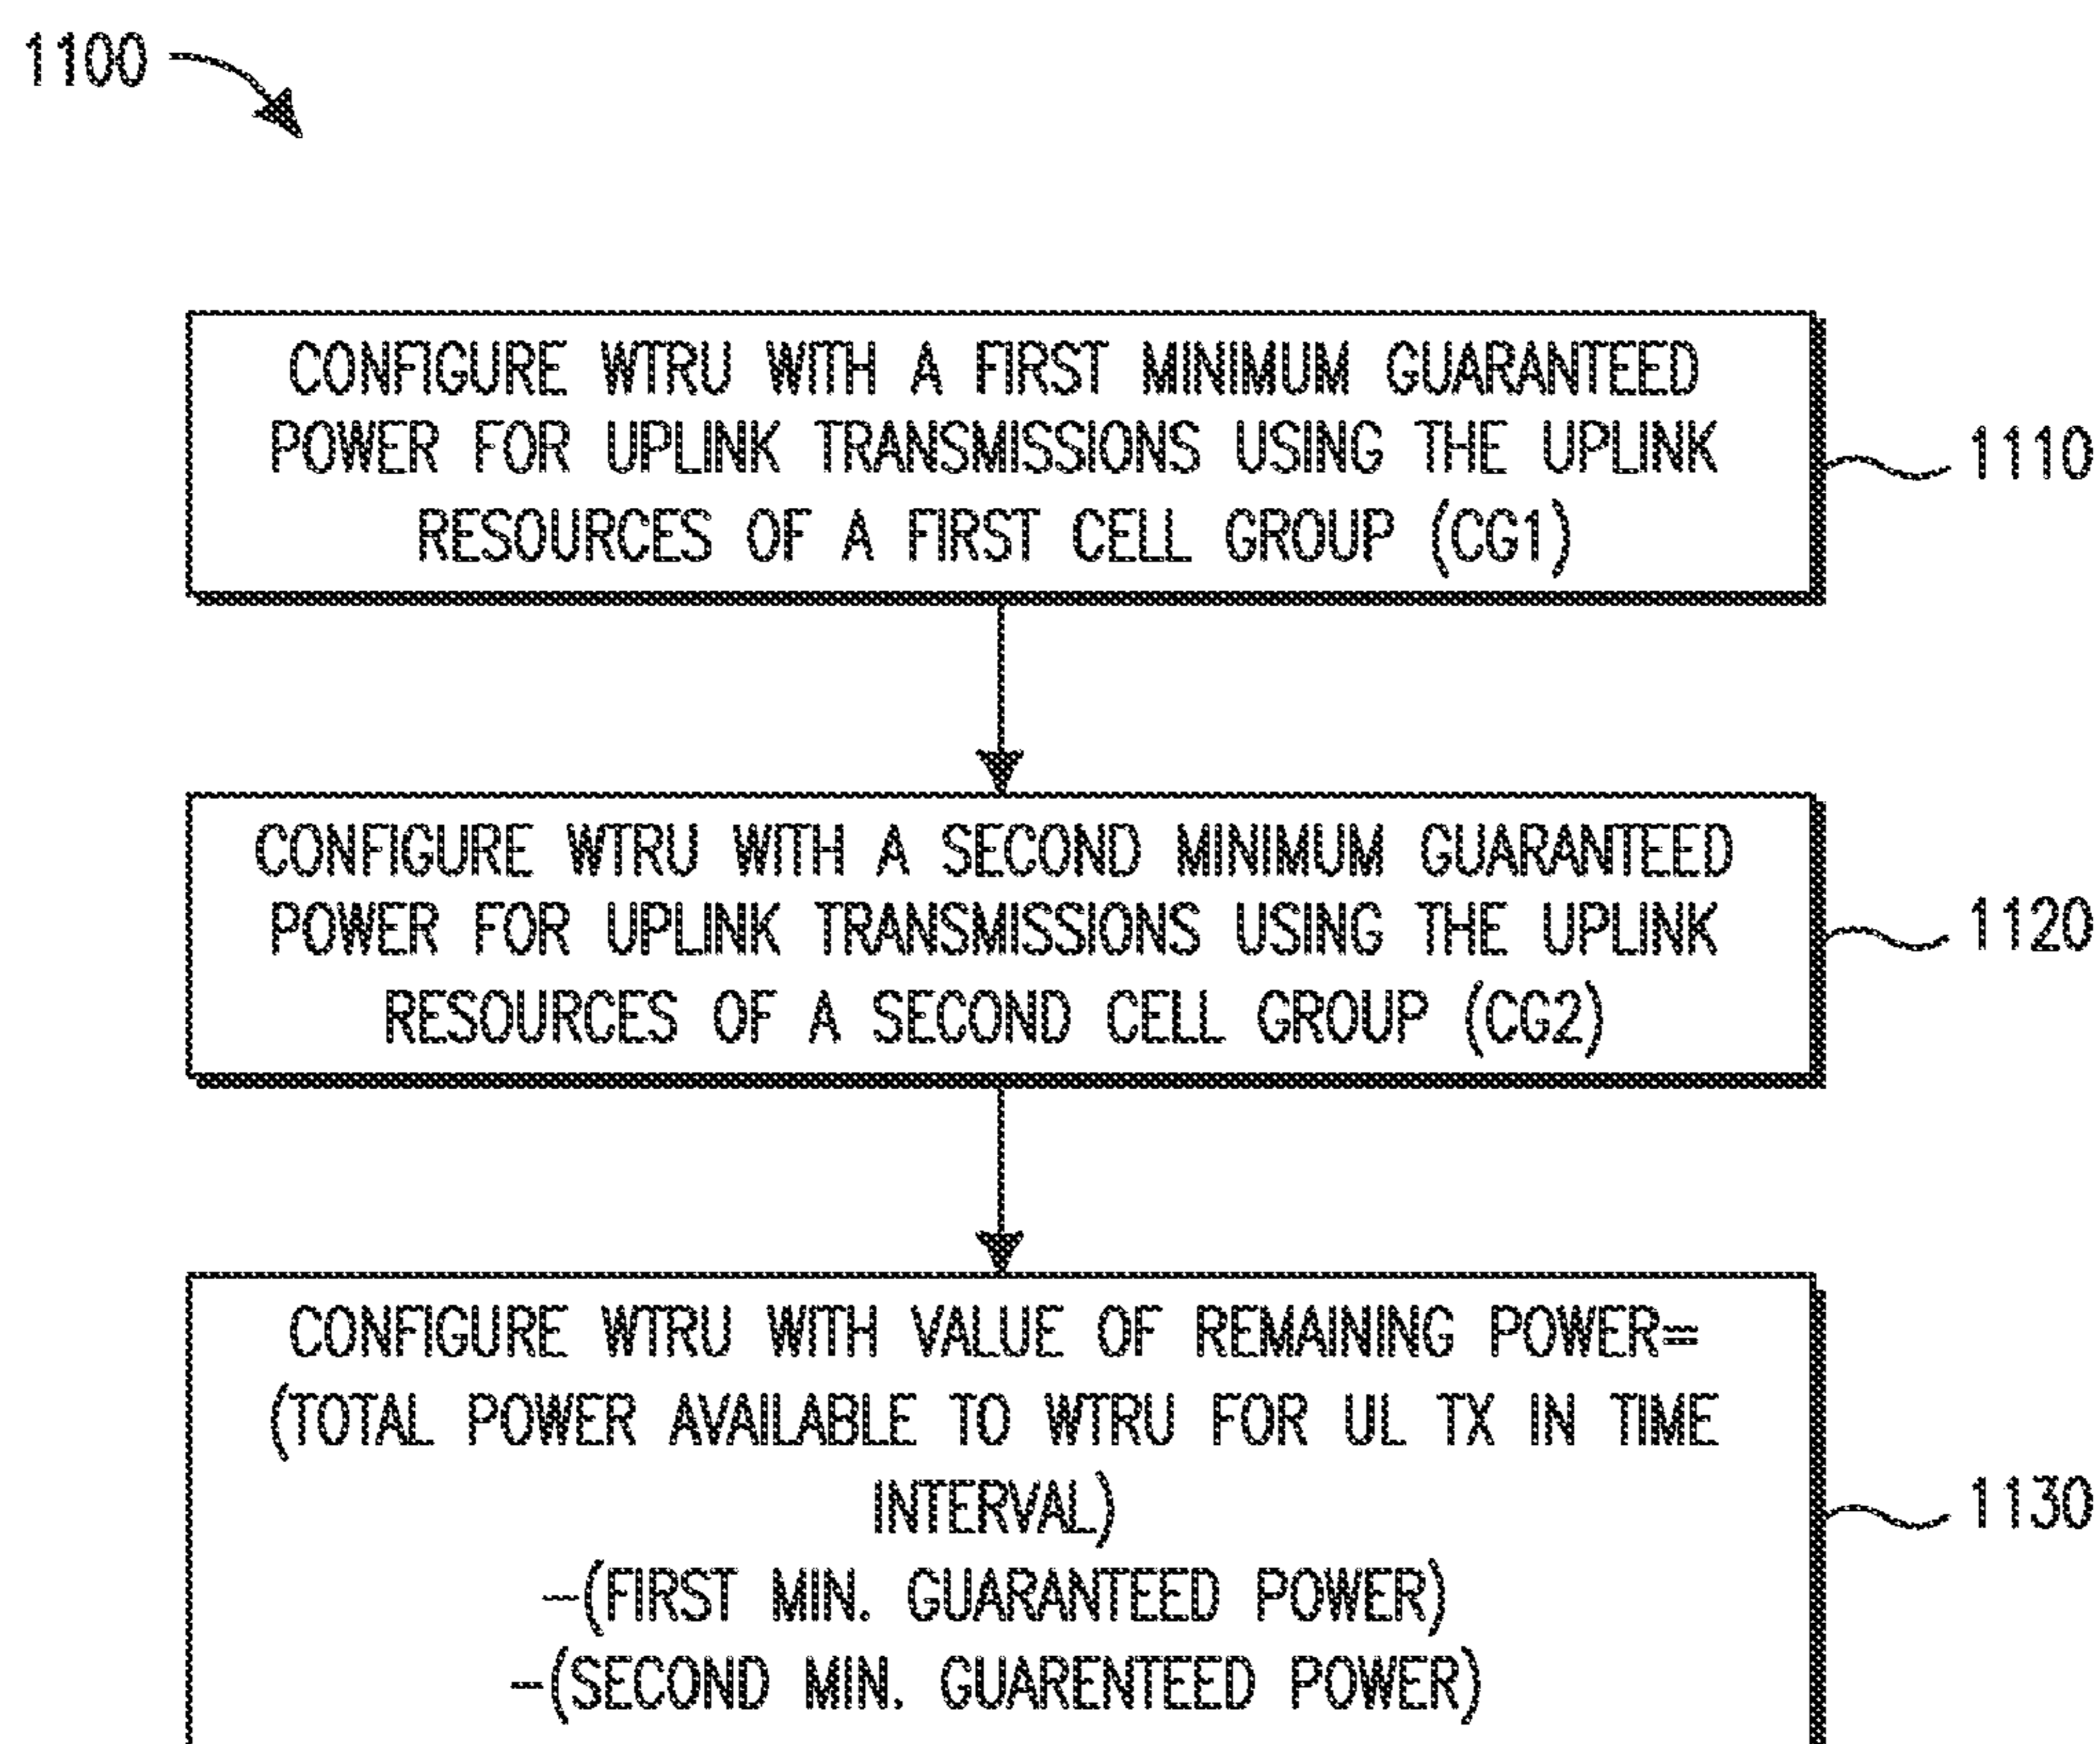 1100
CONFIGURE WTRU WITH A FIRST MINIMUM GUARANTEED
POWER FOR UPLINK TRANSMISSIONS USING THE UPLINK
RESOURCES OF A FIRST CELL GROUP (CG1)
1110
CONFIGURE WTRU WITH A SECOND MINIMUM GUARANTEED
POWER FOR UPLINK TRANSMISSIONS USING THE UPLINK
RESOURCES OF A SECOND CELL GROUP (CG2)
1120
CONFIGURE WTRU WITH VALUE OF REMAINING POWER=
(TOTAL POWER AVAILABLE TO WTRU FOR UL TX IN TIME
INTERVAL)
-(FIRST MIN. GUARANTEED POWER)
-(SECOND MIN. GUARENTEED POWER)
1130